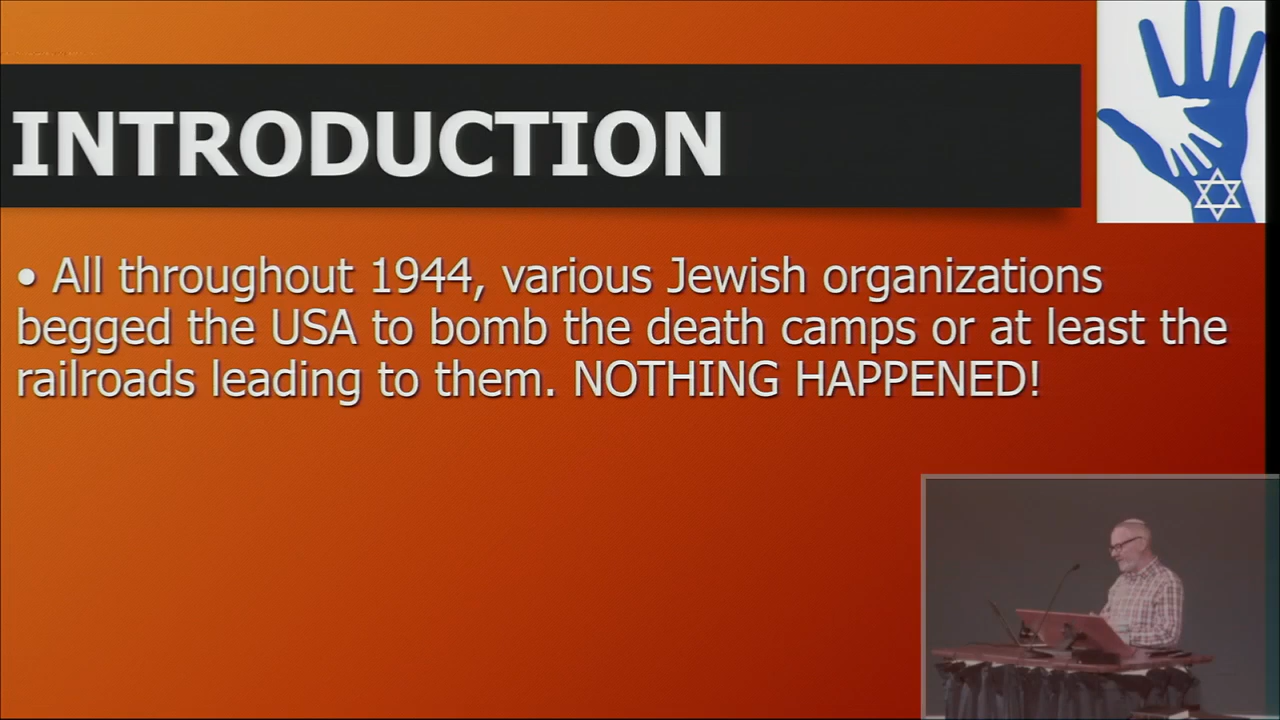 INTRODUCTION
• All throughout 1944, various Jewish organizations
begged the USA to bomb the death camps or at least the
railroads leading to them. NOTHING HAPPENED!